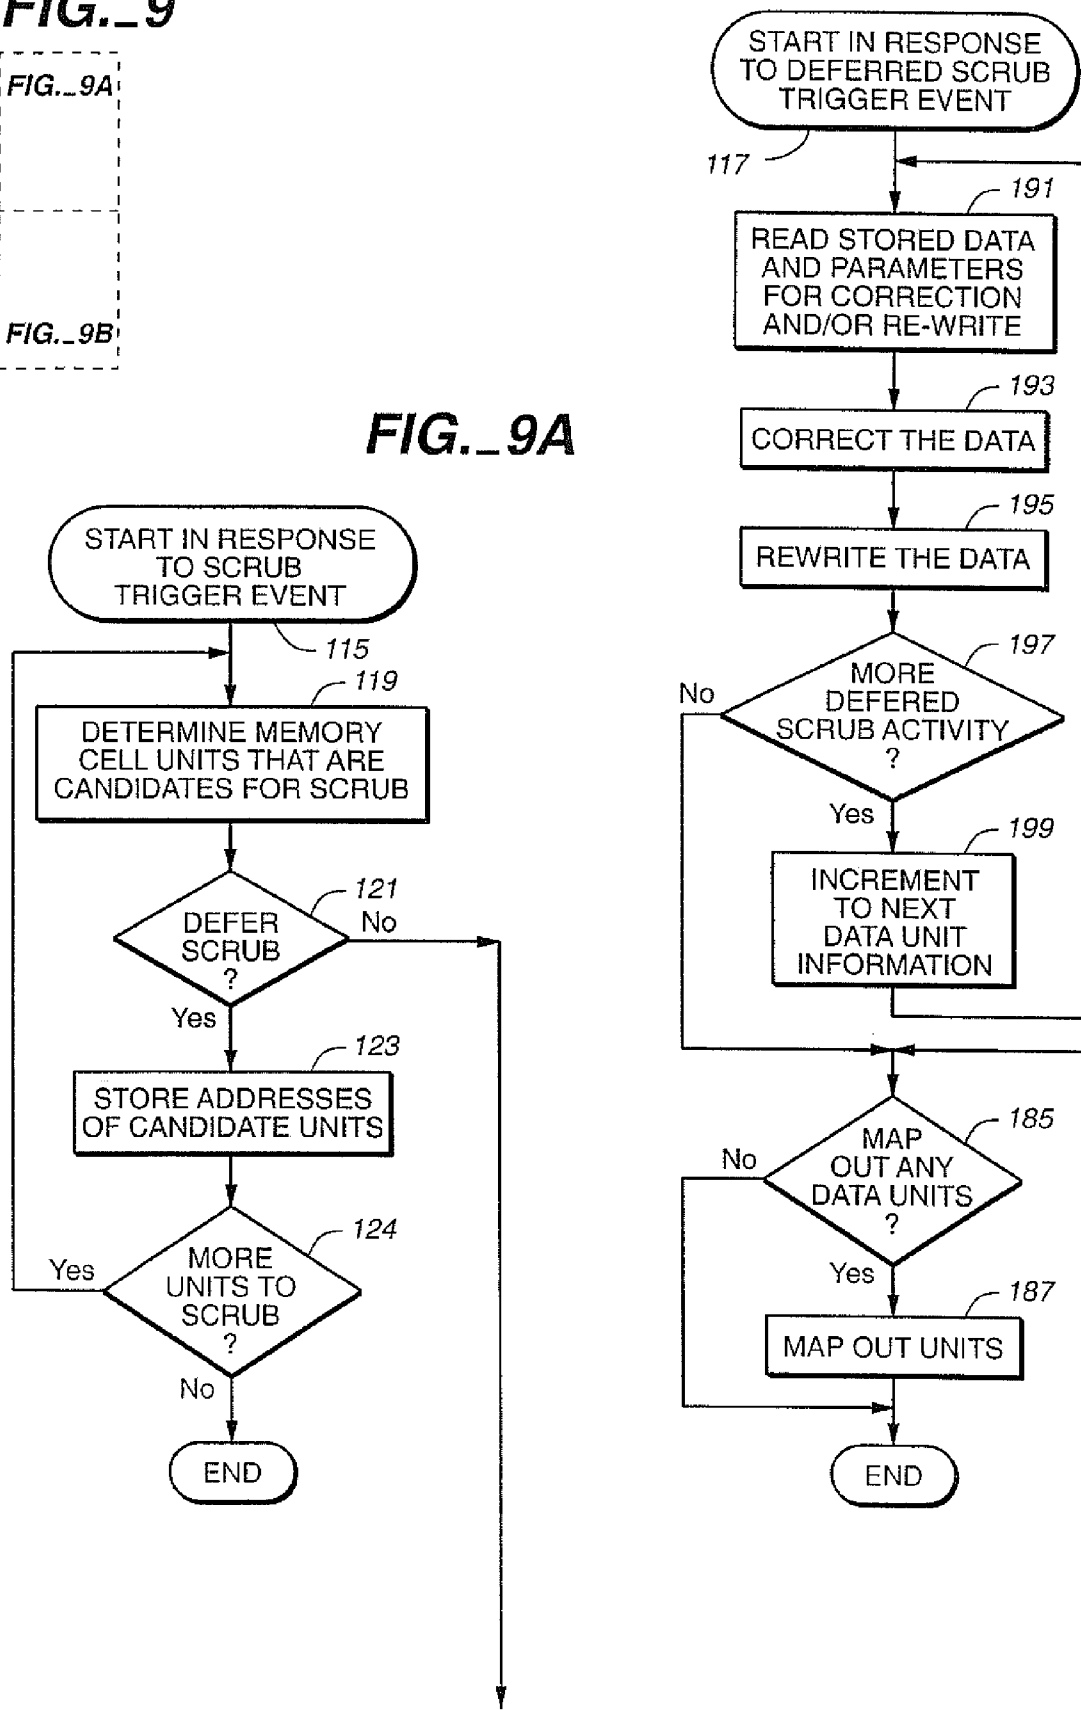 FIG._9
FIG._9A
FIG._9B
FIG._9A
START IN RESPONSE
TO SCRUB
TRIGGER EVENT
115
119
DETERMINE MEMORY
CELL UNITS THAT ARE
CANDIDATES FOR SCRUB
121
DEFER
SCRUB
?
No
Yes
123
STORE ADDRESSES
OF CANDIDATE UNITS
124
MORE
UNITS TO
SCRUB
?
Yes
No
END
START IN RESPONSE
TO DEFERRED SCRUB
TRIGGER EVENT
117
191
READ STORED DATA
AND PARAMETERS
FOR CORRECTION
AND/OR RE-WRITE
193
CORRECT THE DATA
195
REWRITE THE DATA
197
MORE
DEFERED
SCRUB ACTIVITY
?
No
Yes
199
INCREMENT
TO NEXT
DATA UNIT
INFORMATION
185
MAP
OUT ANY
DATA UNITS
?
No
Yes
187
MAP OUT UNITS
END